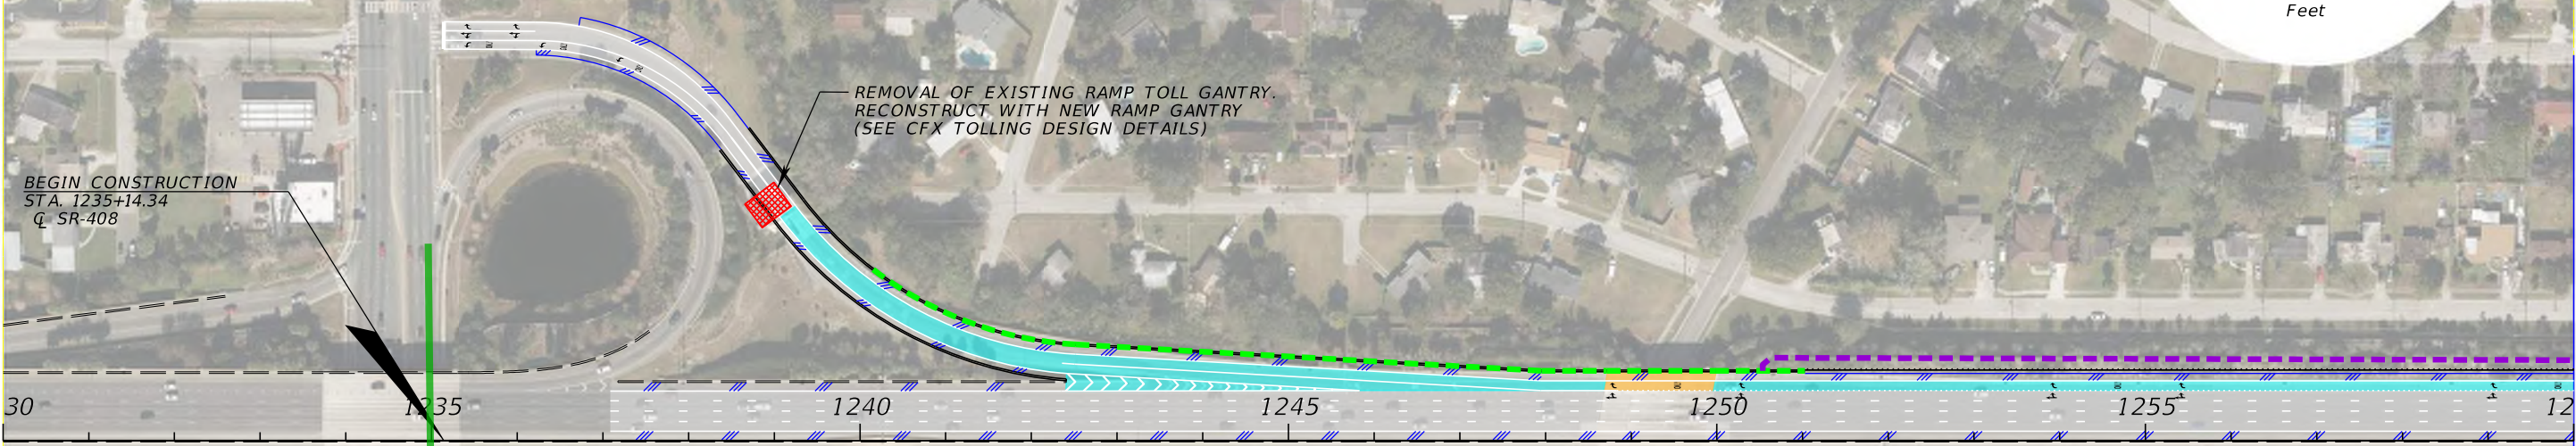 Feet
REMOVAL OF EXISTING RAMP TOLL GANTRY.
RECONSTRUCT WITH NEW RAMP GANTRY
(SEE CFX TOLLING DESIGN DETAILS)
BEGIN CONSTRUCTION
STA. 1235+14.34
℄ SR-408
30 1235 1240 1245 1250 1255 12